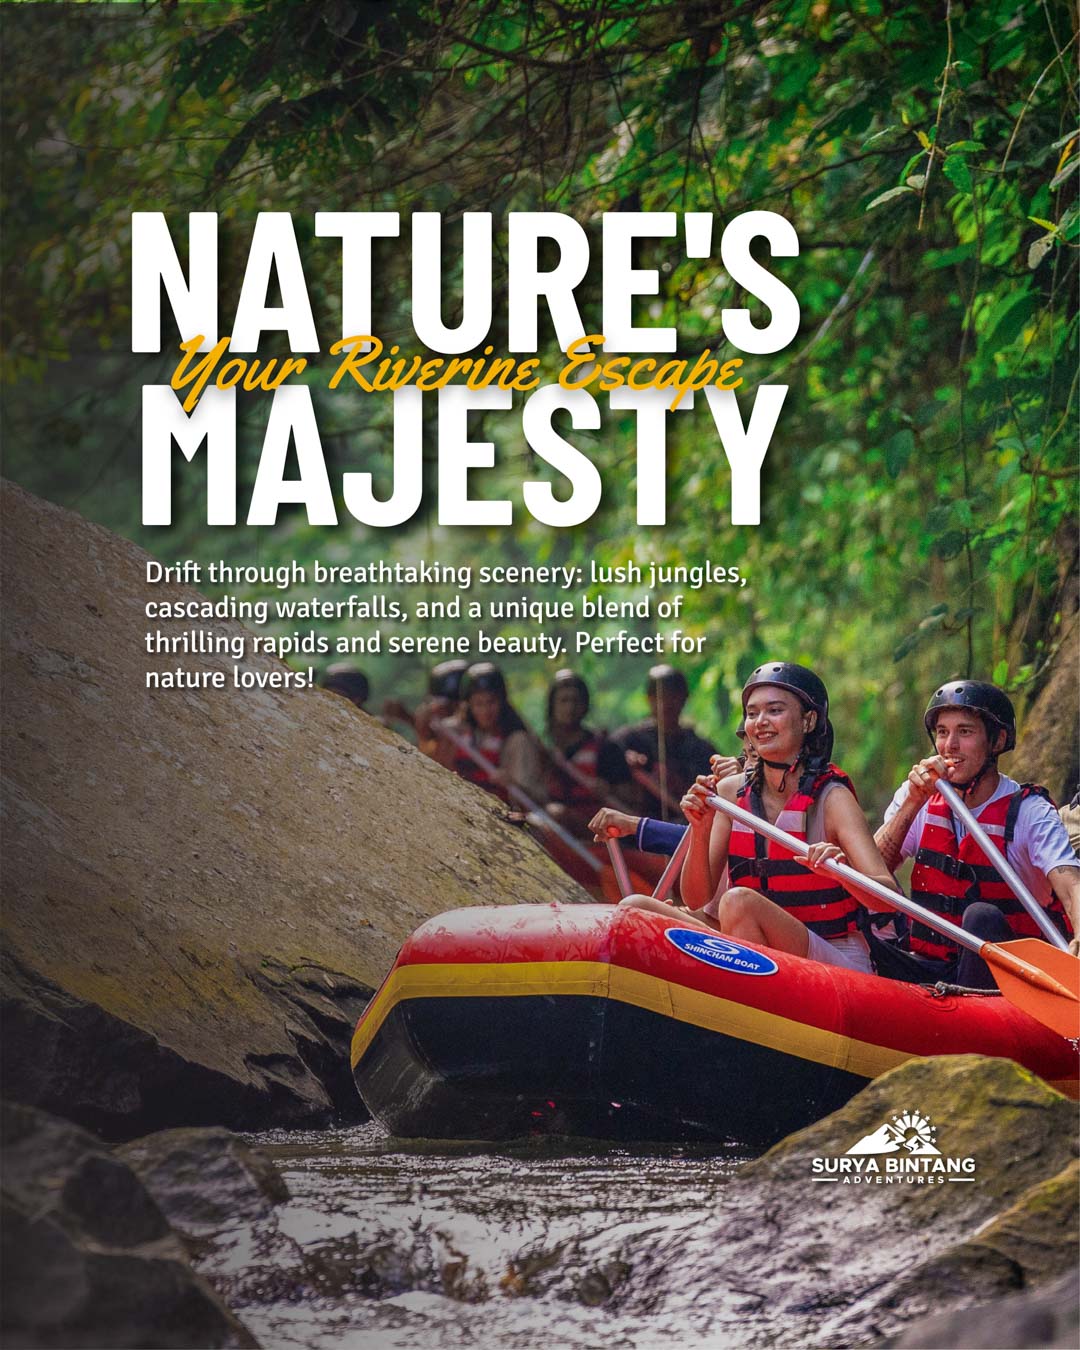 NATURE'S
Your Riverine Escape
MAJESTY
Drift through breathtaking scenery: lush jungles,
cascading waterfalls, and a unique blend of
thrilling rapids and serene beauty. Perfect for
nature lovers!
SHINCHAN BOAT
SURYA BINTANG
ADVENTURES